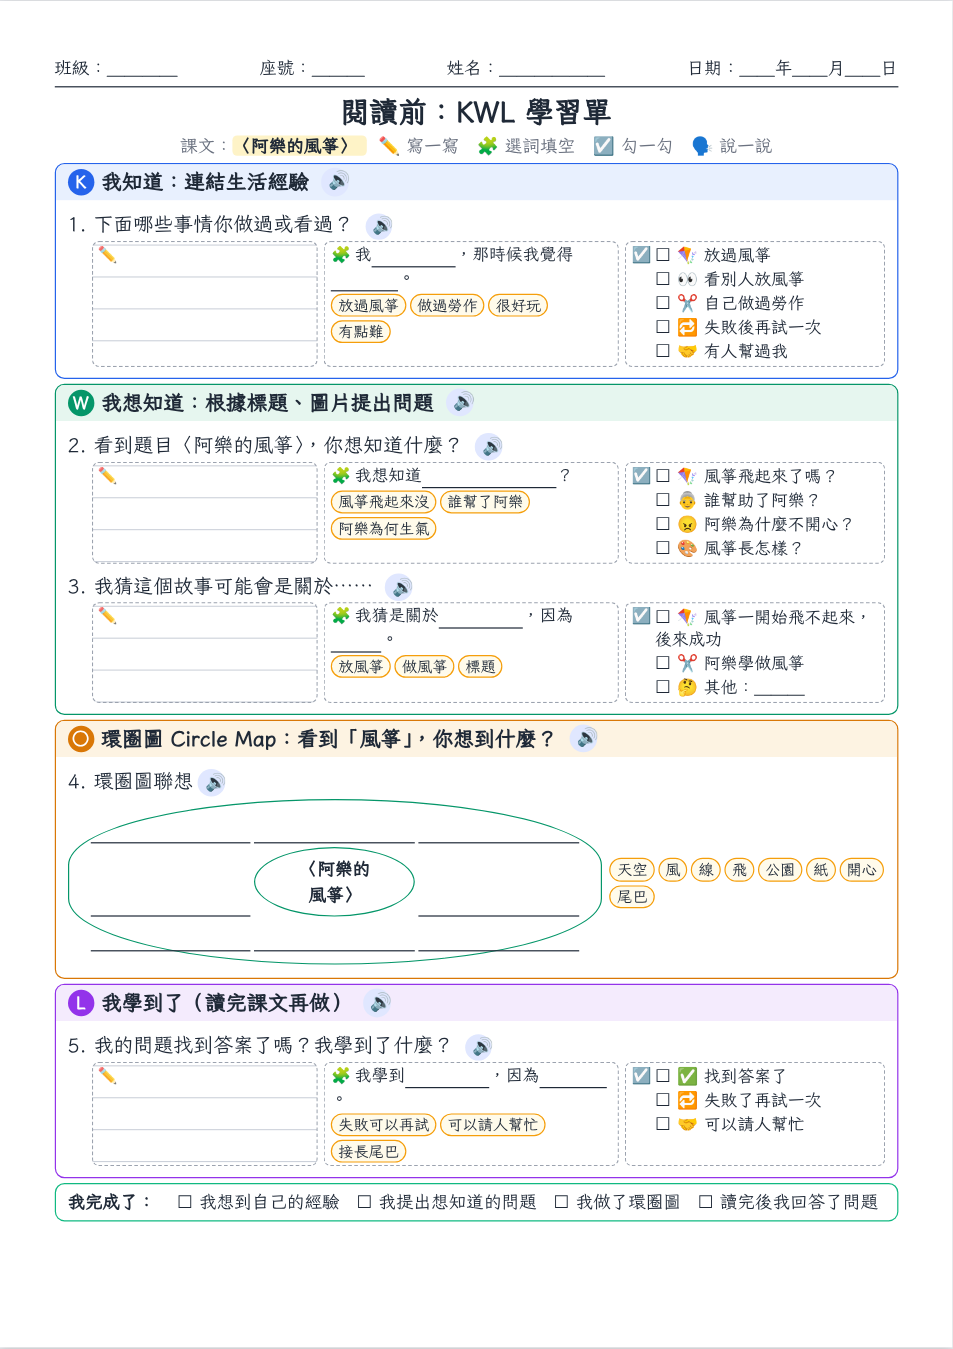 班級：________ 座號：______ 姓名：____________ 日期：____年____月____日
閱讀前：KWL 學習單
課文：〈阿樂的風箏〉 ✏️ 寫一寫 🧩 選詞填空 ☑️ 勾一勾 🗣️ 說一說
K 我知道：連結生活經驗 🔊
1. 下面哪些事情你做過或看過？ 🔊
✏️
🧩 我__________，那時候我覺得
________。
放過風箏 做過勞作 很好玩
有點難
☑️ ☐ 🪁 放過風箏
☐ 👀 看別人放風箏
☐ ✂️ 自己做過勞作
☐ 🔁 失敗後再試一次
☐ 🤝 有人幫過我
W 我想知道：根據標題、圖片提出問題 🔊
2. 看到題目〈阿樂的風箏〉，你想知道什麼？ 🔊
✏️
🧩 我想知道________________？
風箏飛起來沒 誰幫了阿樂
阿樂為何生氣
☑️ ☐ 🪁 風箏飛起來了嗎？
☐ 👵 誰幫助了阿樂？
☐ 😠 阿樂為什麼不開心？
☐ 🎨 風箏長怎樣？
3. 我猜這個故事可能會是關於⋯⋯ 🔊
✏️
🧩 我猜是關於__________，因為
______。
放風箏 做風箏 標題
☑️ ☐ 🪁 風箏一開始飛不起來，
後來成功
☐ ✂️ 阿樂學做風箏
☐ 🤔 其他：______
環圈圖 Circle Map：看到「風箏」，你想到什麼？ 🔊
4. 環圈圖聯想 🔊
〈阿樂的
風箏〉
天空 風 線 飛 公園 紙 開心
尾巴
L 我學到了（讀完課文再做） 🔊
5. 我的問題找到答案了嗎？我學到了什麼？ 🔊
✏️
🧩 我學到__________，因為________
。
失敗可以再試 可以請人幫忙
接長尾巴
☑️ ☐ ✅ 找到答案了
☐ 🔁 失敗了再試一次
☐ 🤝 可以請人幫忙
我完成了： ☐ 我想到自己的經驗 ☐ 我提出想知道的問題 ☐ 我做了環圈圖 ☐ 讀完後我回答了問題